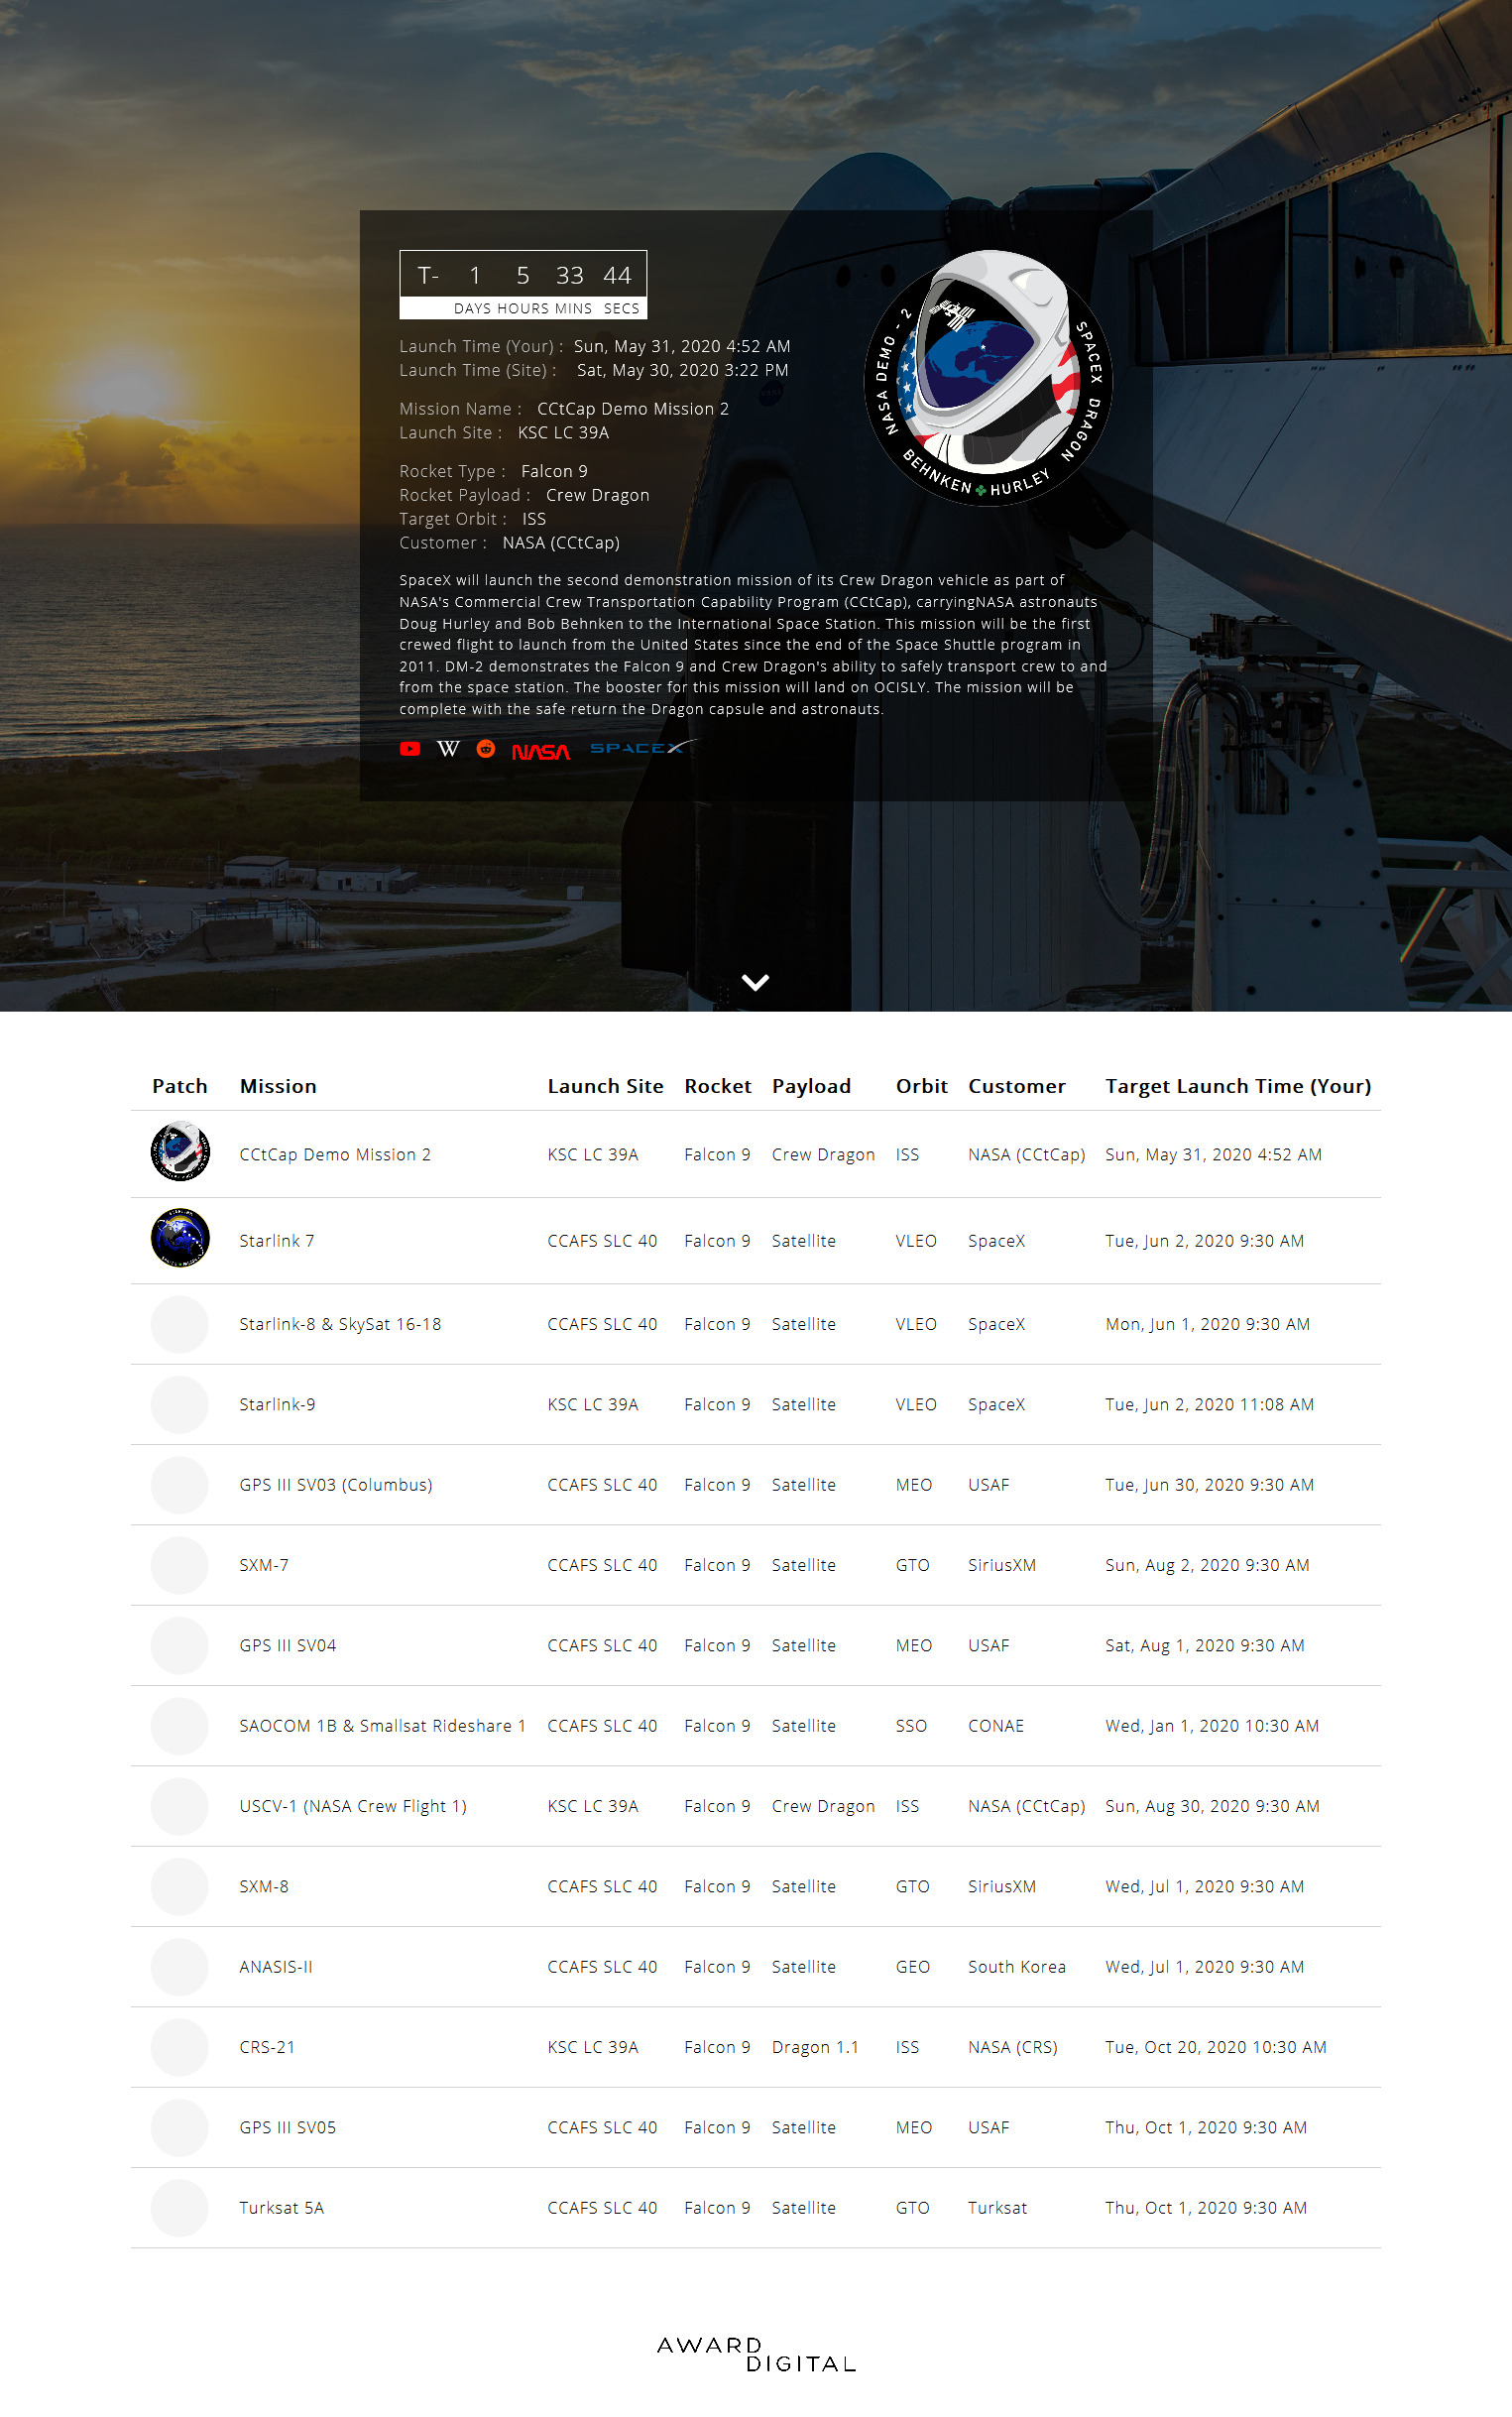 T- 1 5 33 44
DAYS HOURS MINS SECS
Launch Time (Your) : Sun, May 31, 2020 4:52 AM
Launch Time (Site) : Sat, May 30, 2020 3:22 PM
Mission Name : CCtCap Demo Mission 2
Launch Site : KSC LC 39A
Rocket Type : Falcon 9
Rocket Payload : Crew Dragon
Target Orbit : ISS
Customer : NASA (CCtCap)
NASA DEMO - 2
SPACEX DRAGON
BEHNKEN HURLEY
SpaceX will launch the second demonstration mission of its Crew Dragon vehicle as part of
NASA's Commercial Crew Transportation Capability Program (CCtCap), carryingNASA astronauts
Doug Hurley and Bob Behnken to the International Space Station. This mission will be the first
crewed flight to launch from the United States since the end of the Space Shuttle program in
2011. DM-2 demonstrates the Falcon 9 and Crew Dragon's ability to safely transport crew to and
from the space station. The booster for this mission will land on OCISLY. The mission will be
complete with the safe return the Dragon capsule and astronauts.
W NASA SPACEX
Patch Mission Launch Site Rocket Payload Orbit Customer Target Launch Time (Your)
CCtCap Demo Mission 2 KSC LC 39A Falcon 9 Crew Dragon ISS NASA (CCtCap) Sun, May 31, 2020 4:52 AM
Starlink 7 CCAFS SLC 40 Falcon 9 Satellite VLEO SpaceX Tue, Jun 2, 2020 9:30 AM
Starlink-8 & SkySat 16-18 CCAFS SLC 40 Falcon 9 Satellite VLEO SpaceX Mon, Jun 1, 2020 9:30 AM
Starlink-9 KSC LC 39A Falcon 9 Satellite VLEO SpaceX Tue, Jun 2, 2020 11:08 AM
GPS III SV03 (Columbus) CCAFS SLC 40 Falcon 9 Satellite MEO USAF Tue, Jun 30, 2020 9:30 AM
SXM-7 CCAFS SLC 40 Falcon 9 Satellite GTO SiriusXM Sun, Aug 2, 2020 9:30 AM
GPS III SV04 CCAFS SLC 40 Falcon 9 Satellite MEO USAF Sat, Aug 1, 2020 9:30 AM
SAOCOM 1B & Smallsat Rideshare 1 CCAFS SLC 40 Falcon 9 Satellite SSO CONAE Wed, Jan 1, 2020 10:30 AM
USCV-1 (NASA Crew Flight 1) KSC LC 39A Falcon 9 Crew Dragon ISS NASA (CCtCap) Sun, Aug 30, 2020 9:30 AM
SXM-8 CCAFS SLC 40 Falcon 9 Satellite GTO SiriusXM Wed, Jul 1, 2020 9:30 AM
ANASIS-II CCAFS SLC 40 Falcon 9 Satellite GEO South Korea Wed, Jul 1, 2020 9:30 AM
CRS-21 KSC LC 39A Falcon 9 Dragon 1.1 ISS NASA (CRS) Tue, Oct 20, 2020 10:30 AM
GPS III SV05 CCAFS SLC 40 Falcon 9 Satellite MEO USAF Thu, Oct 1, 2020 9:30 AM
Turksat 5A CCAFS SLC 40 Falcon 9 Satellite GTO Turksat Thu, Oct 1, 2020 9:30 AM
AWARD
DIGITAL